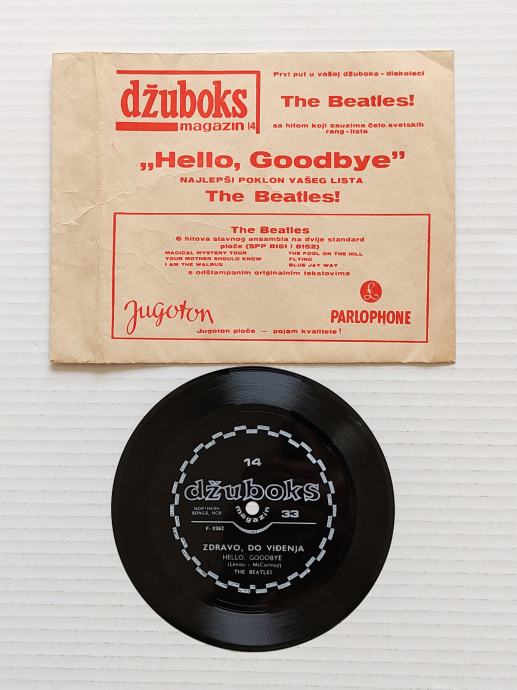 džuboks
magazin 14
Prvi put u vašoj džuboks - diskoteci
The Beatles!
sa hitom koji zauzima čelo svetskih
rang - lista
„Hello, Goodbye”
NAJLEPŠI POKLON VAŠEG LISTA
The Beatles!
The Beatles
6 hitova slavnog ansambla na dvije standard
ploče (SPP 8151 i 8152)
MAGICAL MYSTERY TOUR
YOUR MOTHER SHOULD KNOW
I AM THE WALRUS
THE FOOL ON THE HILL
FLYING
BLUE JAY WAY
s odštampanim originalnim tekstovima
Jugoton
£
PARLOPHONE
Jugoton ploče — pojam kvalitete!
14
džuboks
magazin
NORTHERN
SONGS, NCB
33
F. 0262
ZDRAVO, DO VIĐENJA
HELLO, GOODBYE
(Lenon - McCartney)
THE BEATLES